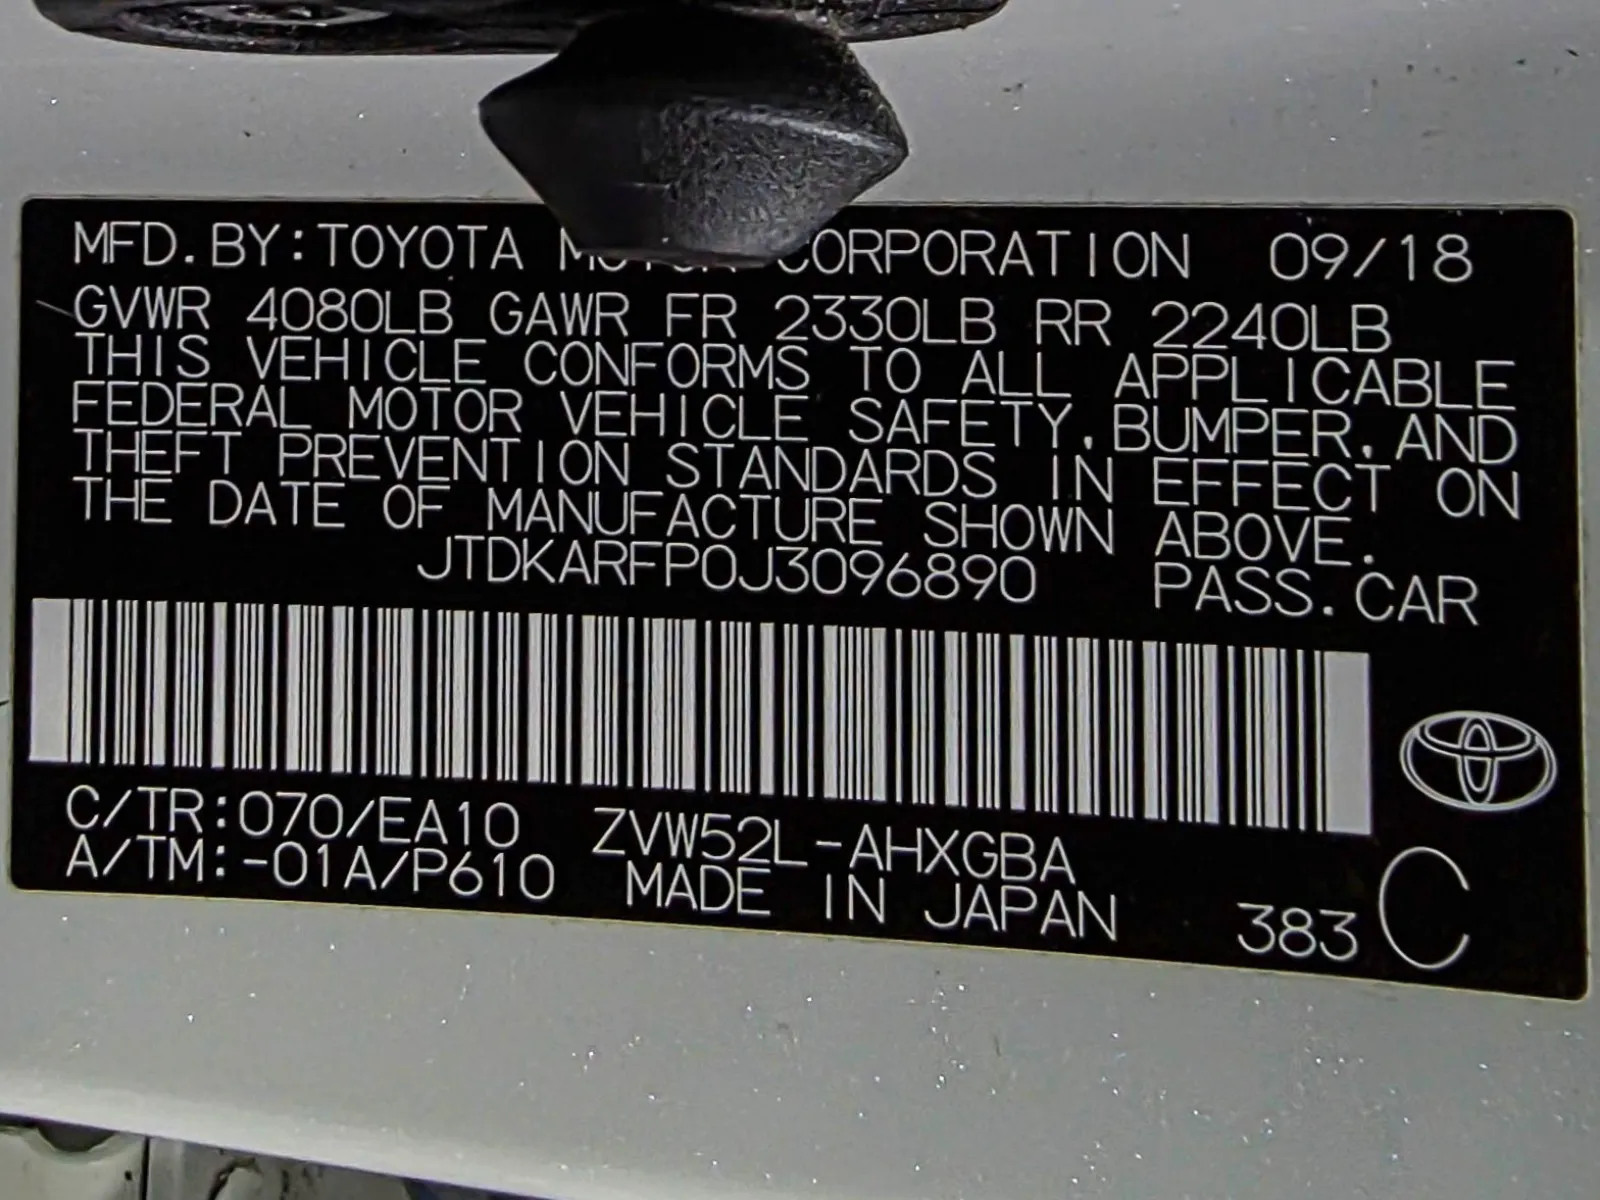 MFD.BY:TOYOTA MOTOR CORPORATION 09/18
GVWR 4080LB GAWR FR 2330LB RR 2240LB
THIS VEHICLE CONFORMS TO ALL APPLICABLE
FEDERAL MOTOR VEHICLE SAFETY,BUMPER,AND
THEFT PREVENTION STANDARDS IN EFFECT ON
THE DATE OF MANUFACTURE SHOWN ABOVE.
JTDKARFP0J3096890 PASS.CAR
C/TR:070/EA10 ZVW52L-AHXGBA
A/TM:-01A/P610 MADE IN JAPAN 383 C